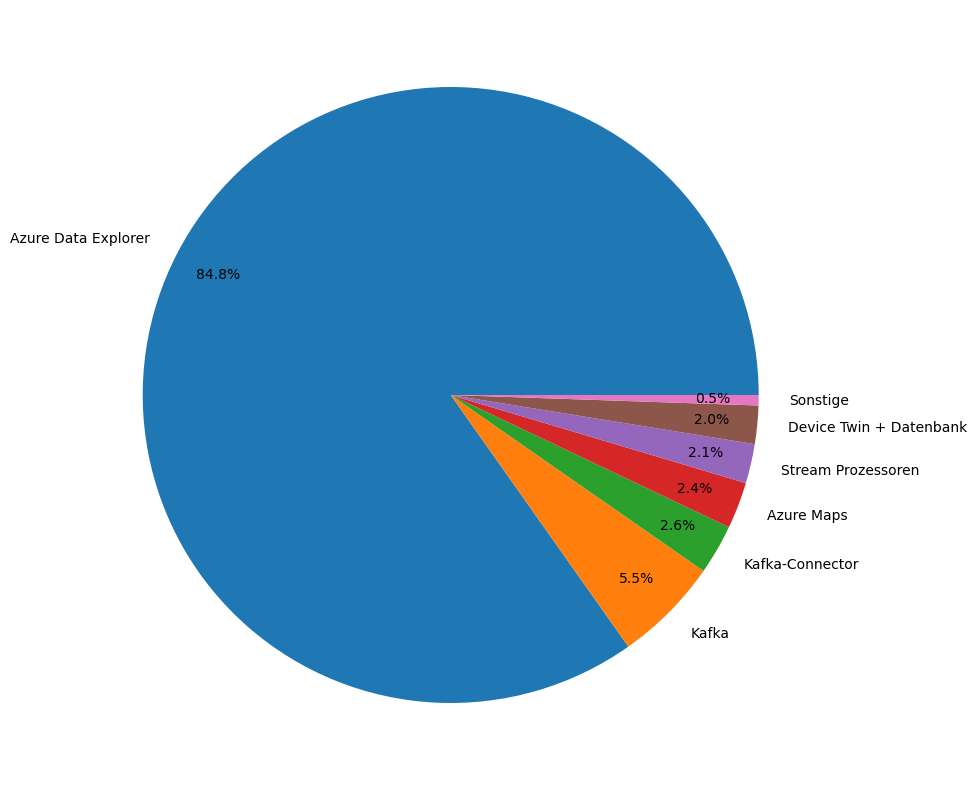 Azure Data Explorer
84.8%
0.5%
Sonstige
2.0%
Device Twin + Datenbank
2.1%
Stream Prozessoren
2.4%
Azure Maps
2.6%
Kafka-Connector
5.5%
Kafka